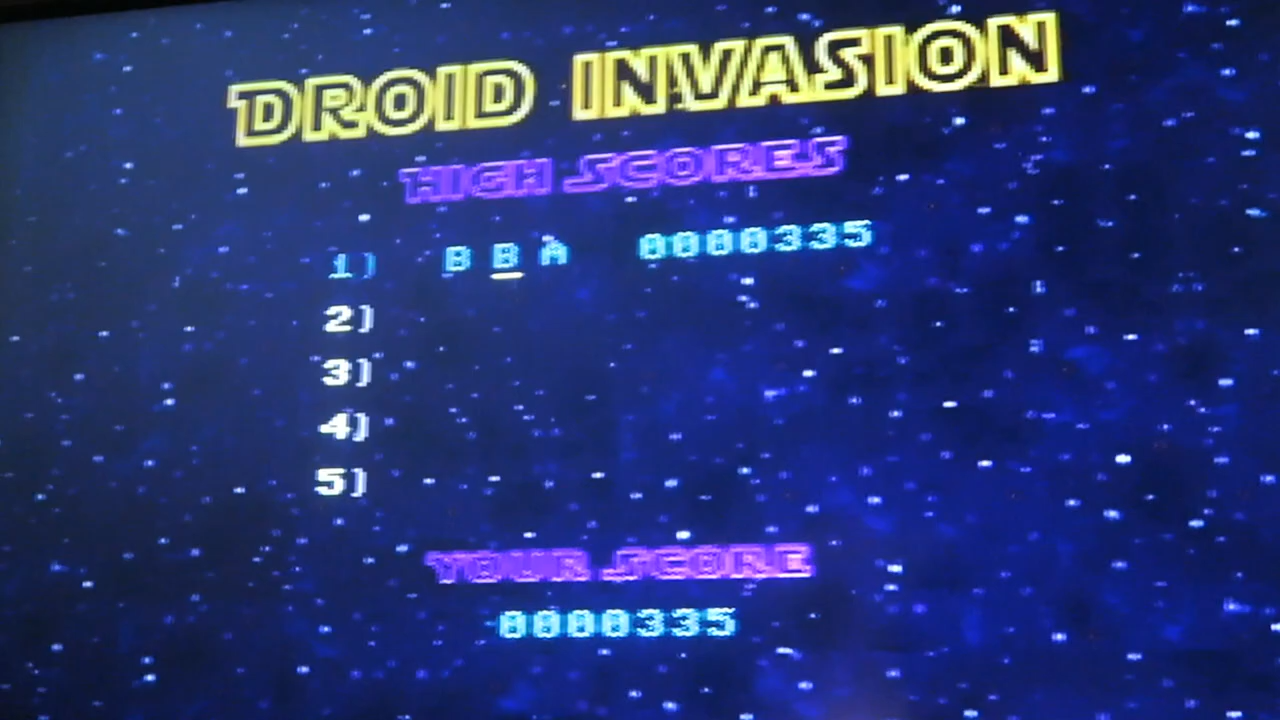 DROID INVASION
HIGH SCORES
1) B B A 0000335
2)
3)
4)
5)
YOUR SCORE
0000335